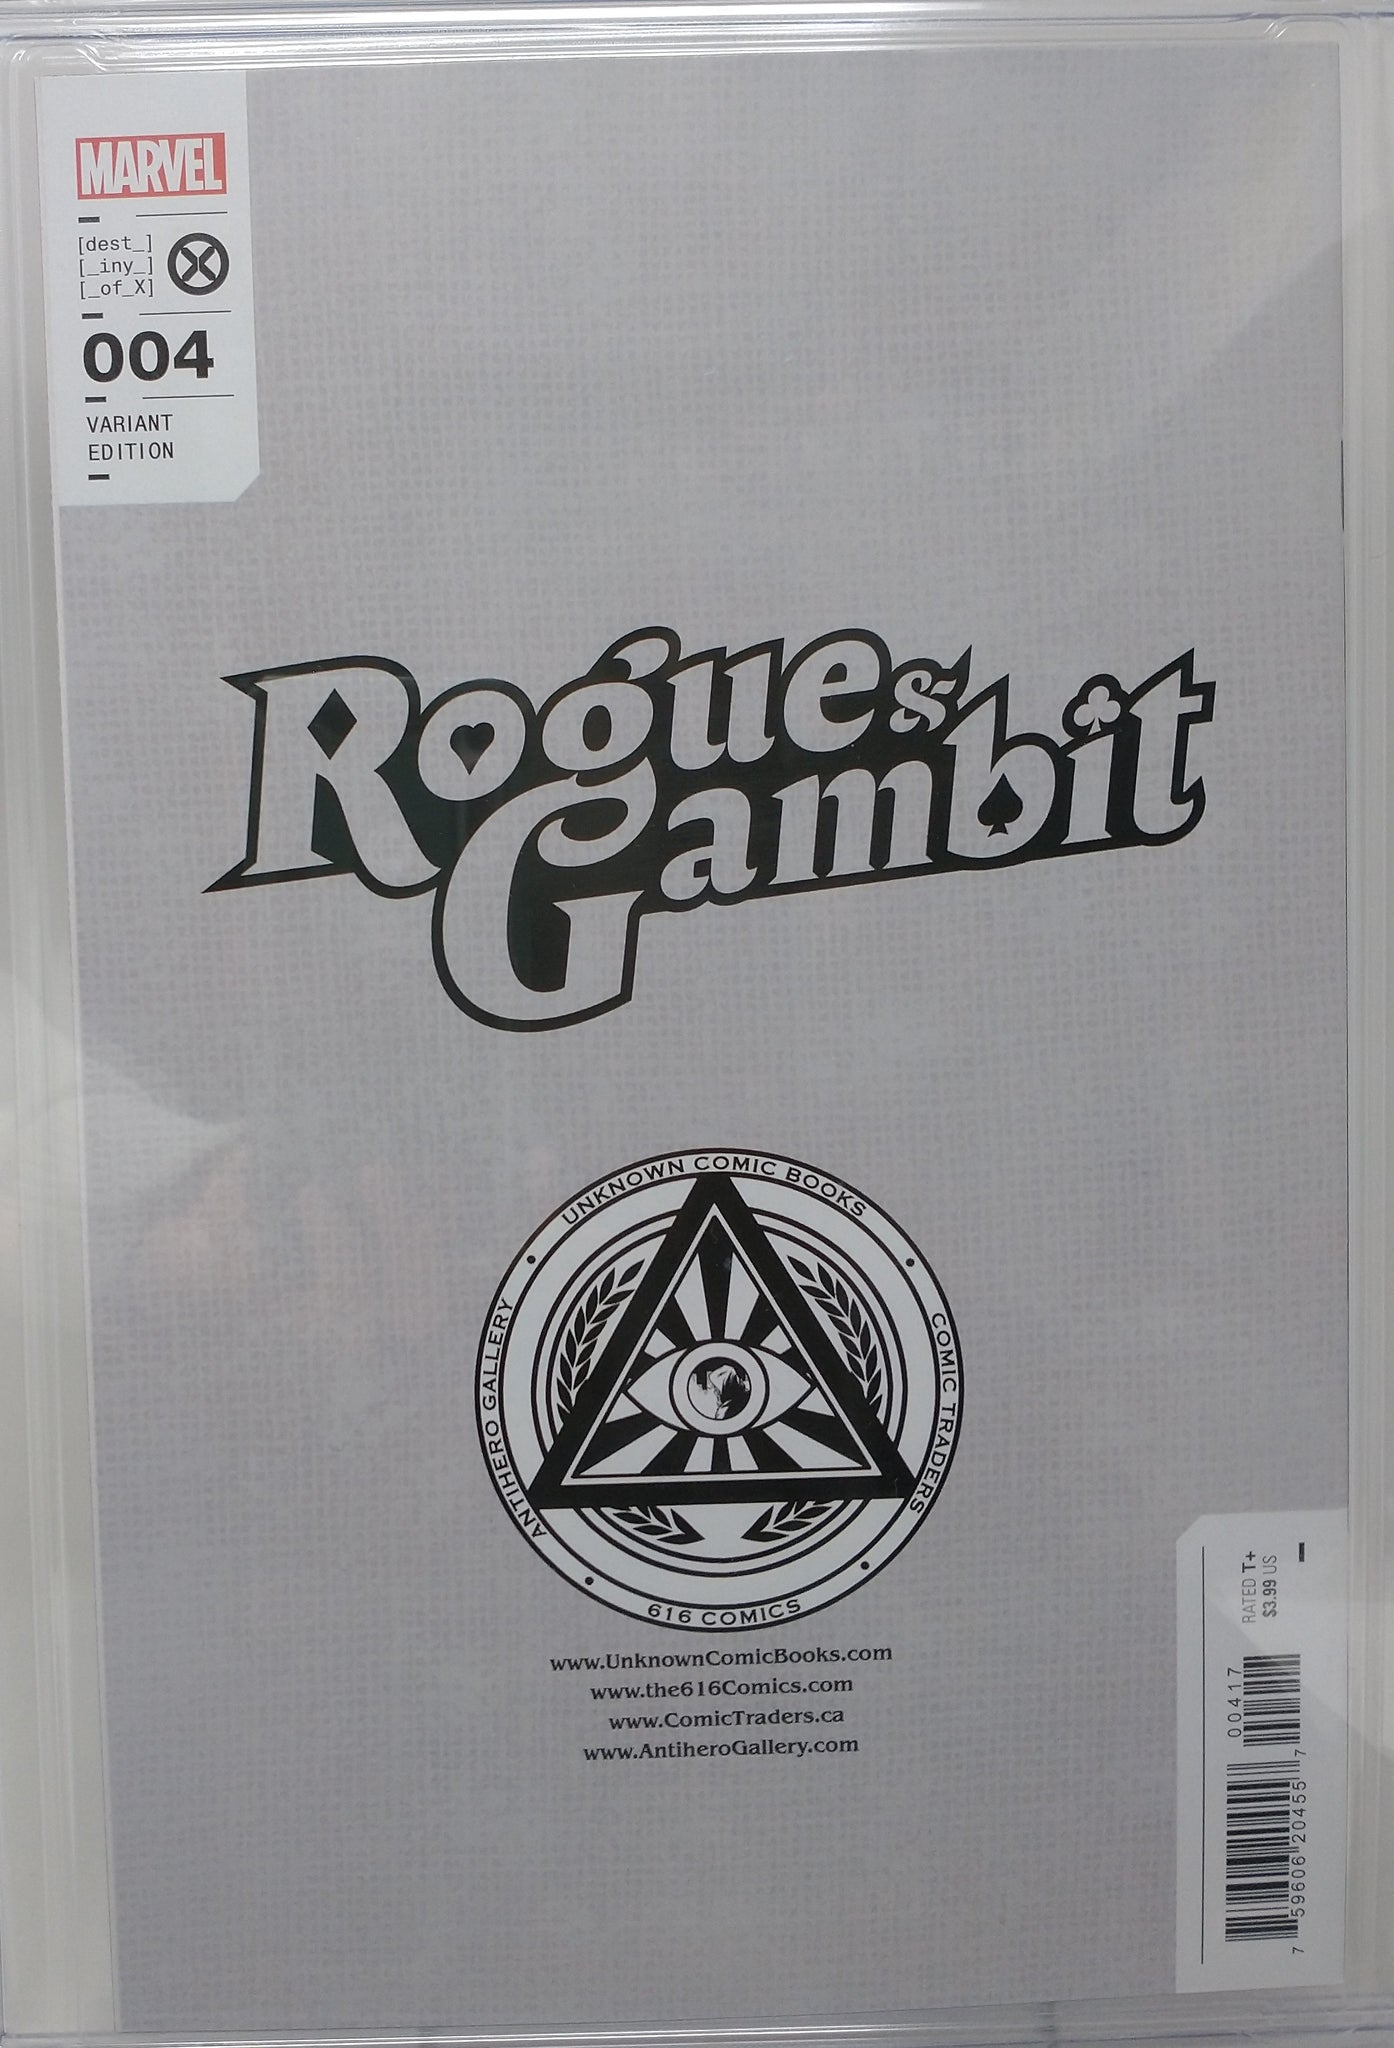 MARVEL
[dest_]
[_iny_]
[_of_X]
004
VARIANT
EDITION
Rogue &
Gambit
UNKNOWN COMIC BOOKS
COMIC TRADERS
616 COMICS
ANTIHERO GALLERY
www.UnknownComicBooks.com
www.the616Comics.com
www.ComicTraders.ca
www.AntiheroGallery.com
RATED T+
$3.99 US
00417
7 59606 20455 7